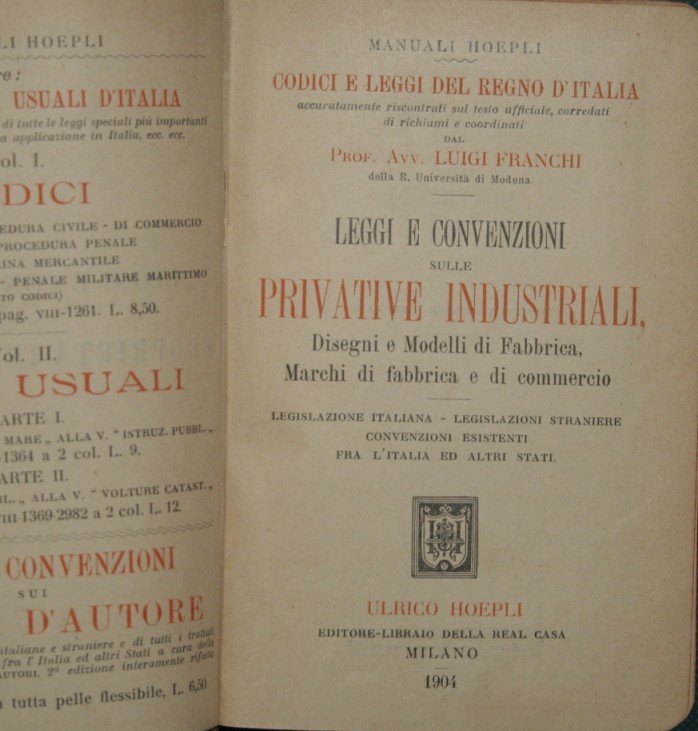 LI HOEPLI
re:
USUALI D'ITALIA
di tutte le leggi speciali più importanti
a applicazione in Italia, ecc. ecc.
ol. I.
DICI
EDURA CIVILE - DI COMMERCIO
PROCEDURA PENALE
RINA MERCANTILE
- PENALE MILITARE MARITTIMO
TO CODICI)
pag. VIII-1261. L. 8,50.
ol. II.
USUALI
ARTE I.
MARE „ ALLA V. “ ISTRUZ. PUBBL.„
-1364 a 2 col. L. 9.
ARTE II.
BL.„ ALLA V. “ VOLTURE CATAST.„
VIII-1369-2982 a 2 col. L. 12.
CONVENZIONI
SUI
D'AUTORE
italiane e straniere e di tutti i trattati
fra l'Italia ed altri Stati a cura della
AUTORI. 2ª edizione interamente rifatta
n tutta pelle flessibile, L. 6,50
MANUALI HOEPLI
CODICI E LEGGI DEL REGNO D'ITALIA
accuratamente riscontrati sul testo ufficiale, corredati
di richiami e coordinati
DAL
PROF. AVV. LUIGI FRANCHI
della R. Università di Modena
LEGGI E CONVENZIONI
SULLE
PRIVATIVE INDUSTRIALI,
Disegni e Modelli di Fabbrica,
Marchi di fabbrica e di commercio
LEGISLAZIONE ITALIANA - LEGISLAZIONI STRANIERE
CONVENZIONI ESISTENTI
FRA L'ITALIA ED ALTRI STATI.
ULRICO HOEPLI
EDITORE-LIBRAIO DELLA REAL CASA
MILANO
1904